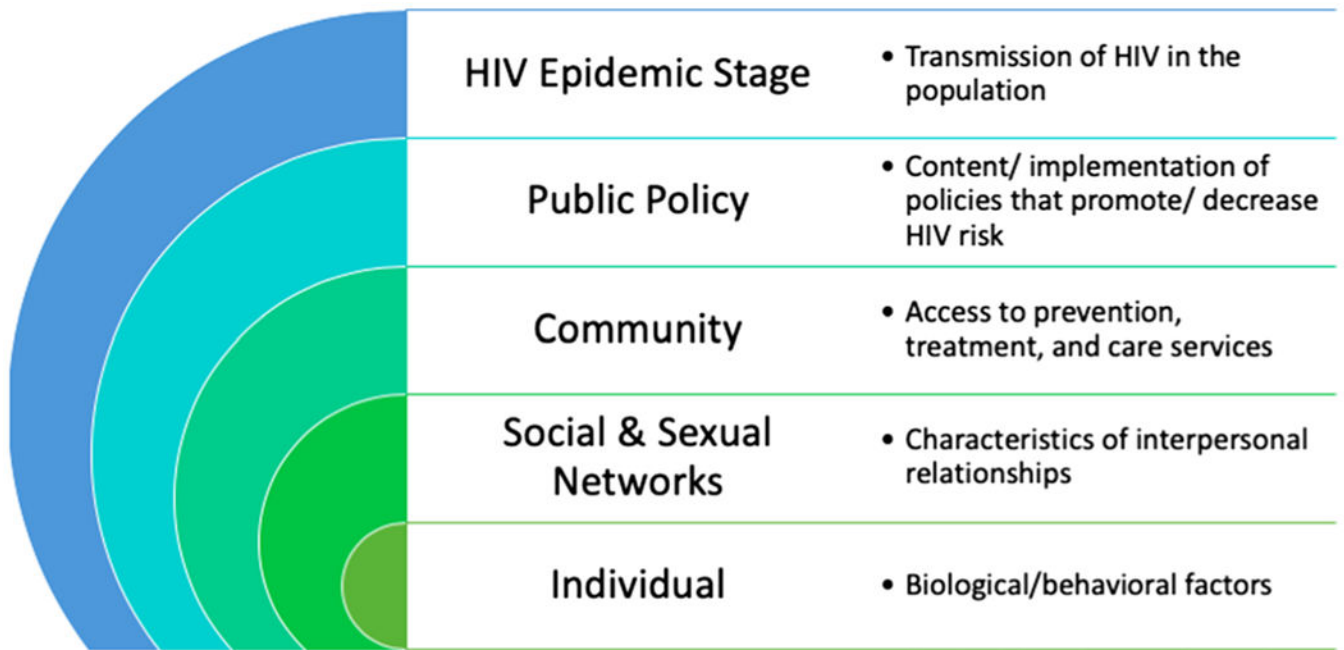 HIV Epidemic Stage
• Transmission of HIV in the
population
Public Policy
• Content/ implementation of
policies that promote/ decrease
HIV risk
Community
• Access to prevention,
treatment, and care services
Social & Sexual
Networks
• Characteristics of interpersonal
relationships
Individual
• Biological/behavioral factors